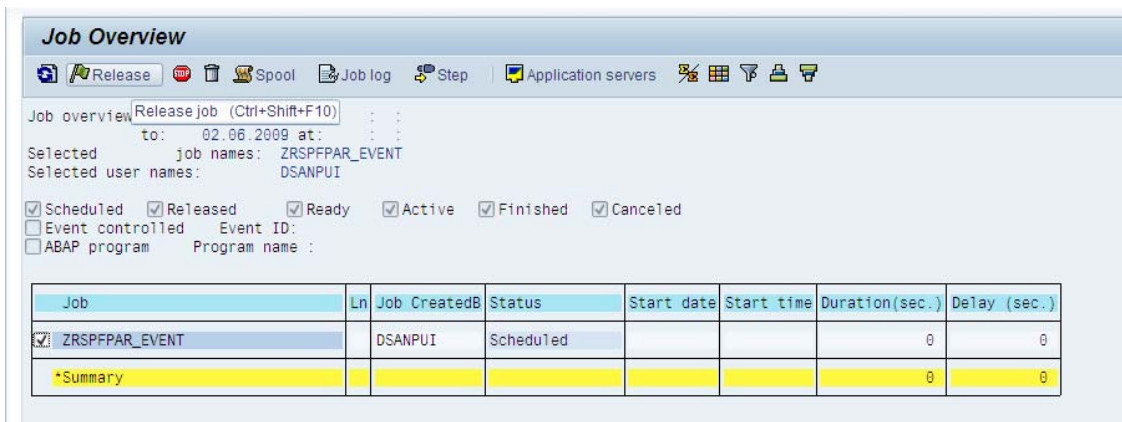 Job Overview
Release STOP Spool Job log Step Application servers
Job overview Release job (Ctrl+Shift+F10) : :
to: 02.06.2009 at: : :
Selected job names: ZRSPFPAR_EVENT
Selected user names: DSANPUI
Scheduled Released Ready Active Finished Canceled
Event controlled Event ID:
ABAP program Program name :
Job Ln Job CreatedB Status Start date Start time Duration(sec.) Delay (sec.)
ZRSPFPAR_EVENT DSANPUI Scheduled 0 0
*Summary 0 0